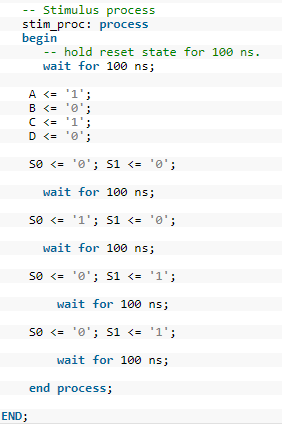 -- Stimulus process
stim_proc: process
begin
-- hold reset state for 100 ns.
wait for 100 ns;
A <= '1';
B <= '0';
C <= '1';
D <= '0';
S0 <= '0'; S1 <= '0';
wait for 100 ns;
S0 <= '1'; S1 <= '0';
wait for 100 ns;
S0 <= '0'; S1 <= '1';
wait for 100 ns;
S0 <= '0'; S1 <= '1';
wait for 100 ns;
end process;
END;